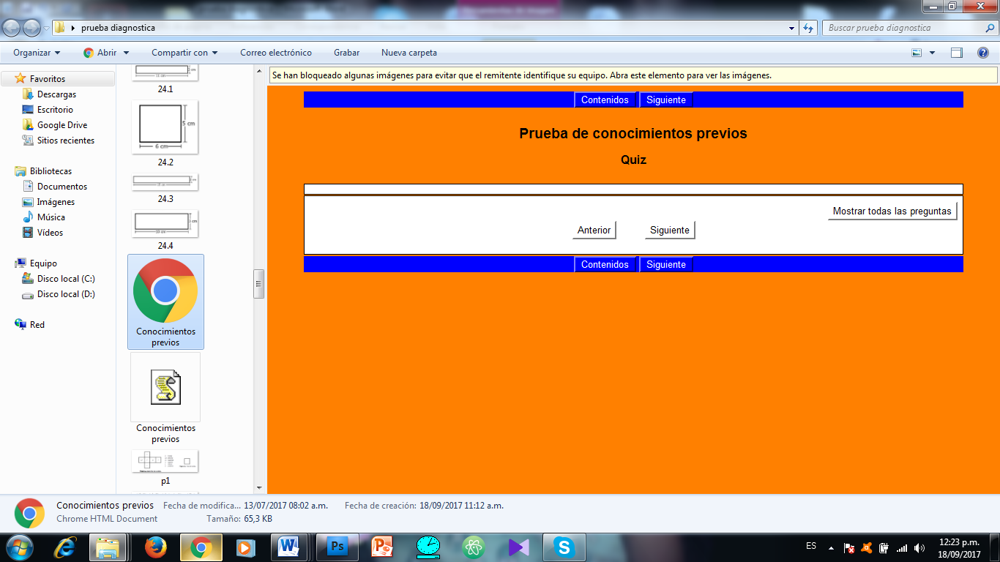 prueba diagnostica
Buscar prueba diagnostica
Organizar
Abrir
Compartir con
Correo electrónico
Grabar
Nueva carpeta
Favoritos
Descargas
Escritorio
Google Drive
Sitios recientes
Bibliotecas
Documentos
Imágenes
Música
Vídeos
Equipo
Disco local (C:)
Disco local (D:)
Red
24.1
5 cm
6 cm
24.2
24.3
24.4
Conocimientos
previos
Conocimientos
previos
p1
Se han bloqueado algunas imágenes para evitar que el remitente identifique su equipo. Abra este elemento para ver las imágenes.
Contenidos
Siguiente
Prueba de conocimientos previos
Quiz
Mostrar todas las preguntas
Anterior
Siguiente
Contenidos
Siguiente
Conocimientos previos
Fecha de modifica... 13/07/2017 08:02 a.m.
Fecha de creación: 18/09/2017 11:12 a.m.
Chrome HTML Document
Tamaño: 65,3 KB
Ps
ES
12:23 p.m.
18/09/2017